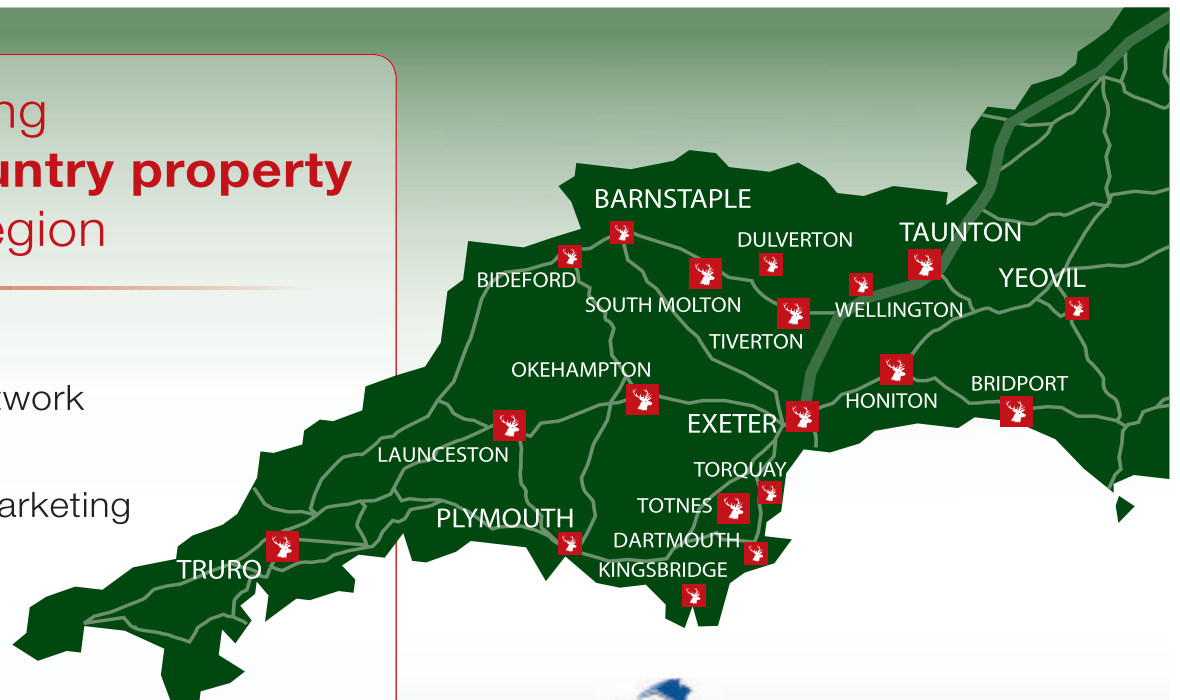 ng
untry property
egion
twork
arketing
BARNSTAPLE
DULVERTON
TAUNTON
BIDEFORD
YEOVIL
SOUTH MOLTON
WELLINGTON
TIVERTON
OKEHAMPTON
BRIDPORT
HONITON
EXETER
LAUNCESTON
TORQUAY
TOTNES
PLYMOUTH
DARTMOUTH
TRURO
KINGSBRIDGE